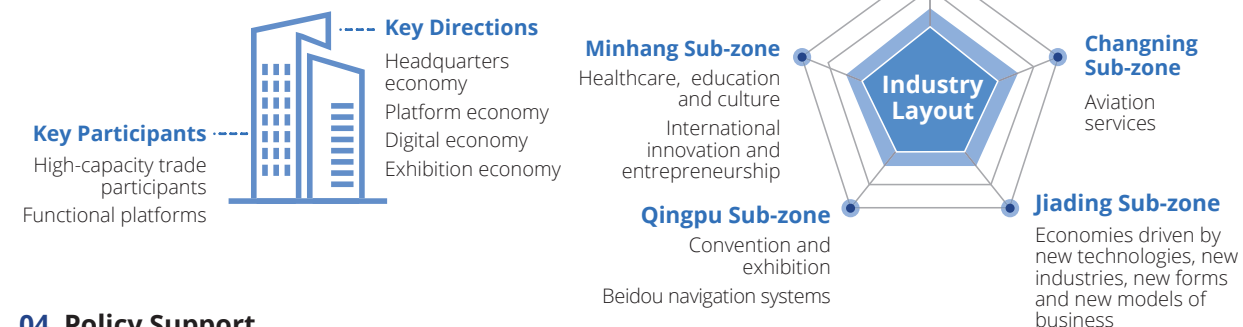 Key Directions
Headquarters
economy
Platform economy
Digital economy
Exhibition economy
Key Participants
High-capacity trade
participants
Functional platforms
Minhang Sub-zone
Healthcare, education
and culture
International
innovation and
entrepreneurship
Industry
Layout
Changning
Sub-zone
Aviation
services
Qingpu Sub-zone
Convention and
exhibition
Beidou navigation systems
Jiading Sub-zone
Economies driven by
new technologies, new
industries, new forms
and new models of
business
04 Policy Support